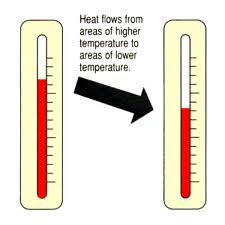 Heat flows from
areas of higher
temperature to
areas of lower
temperature.